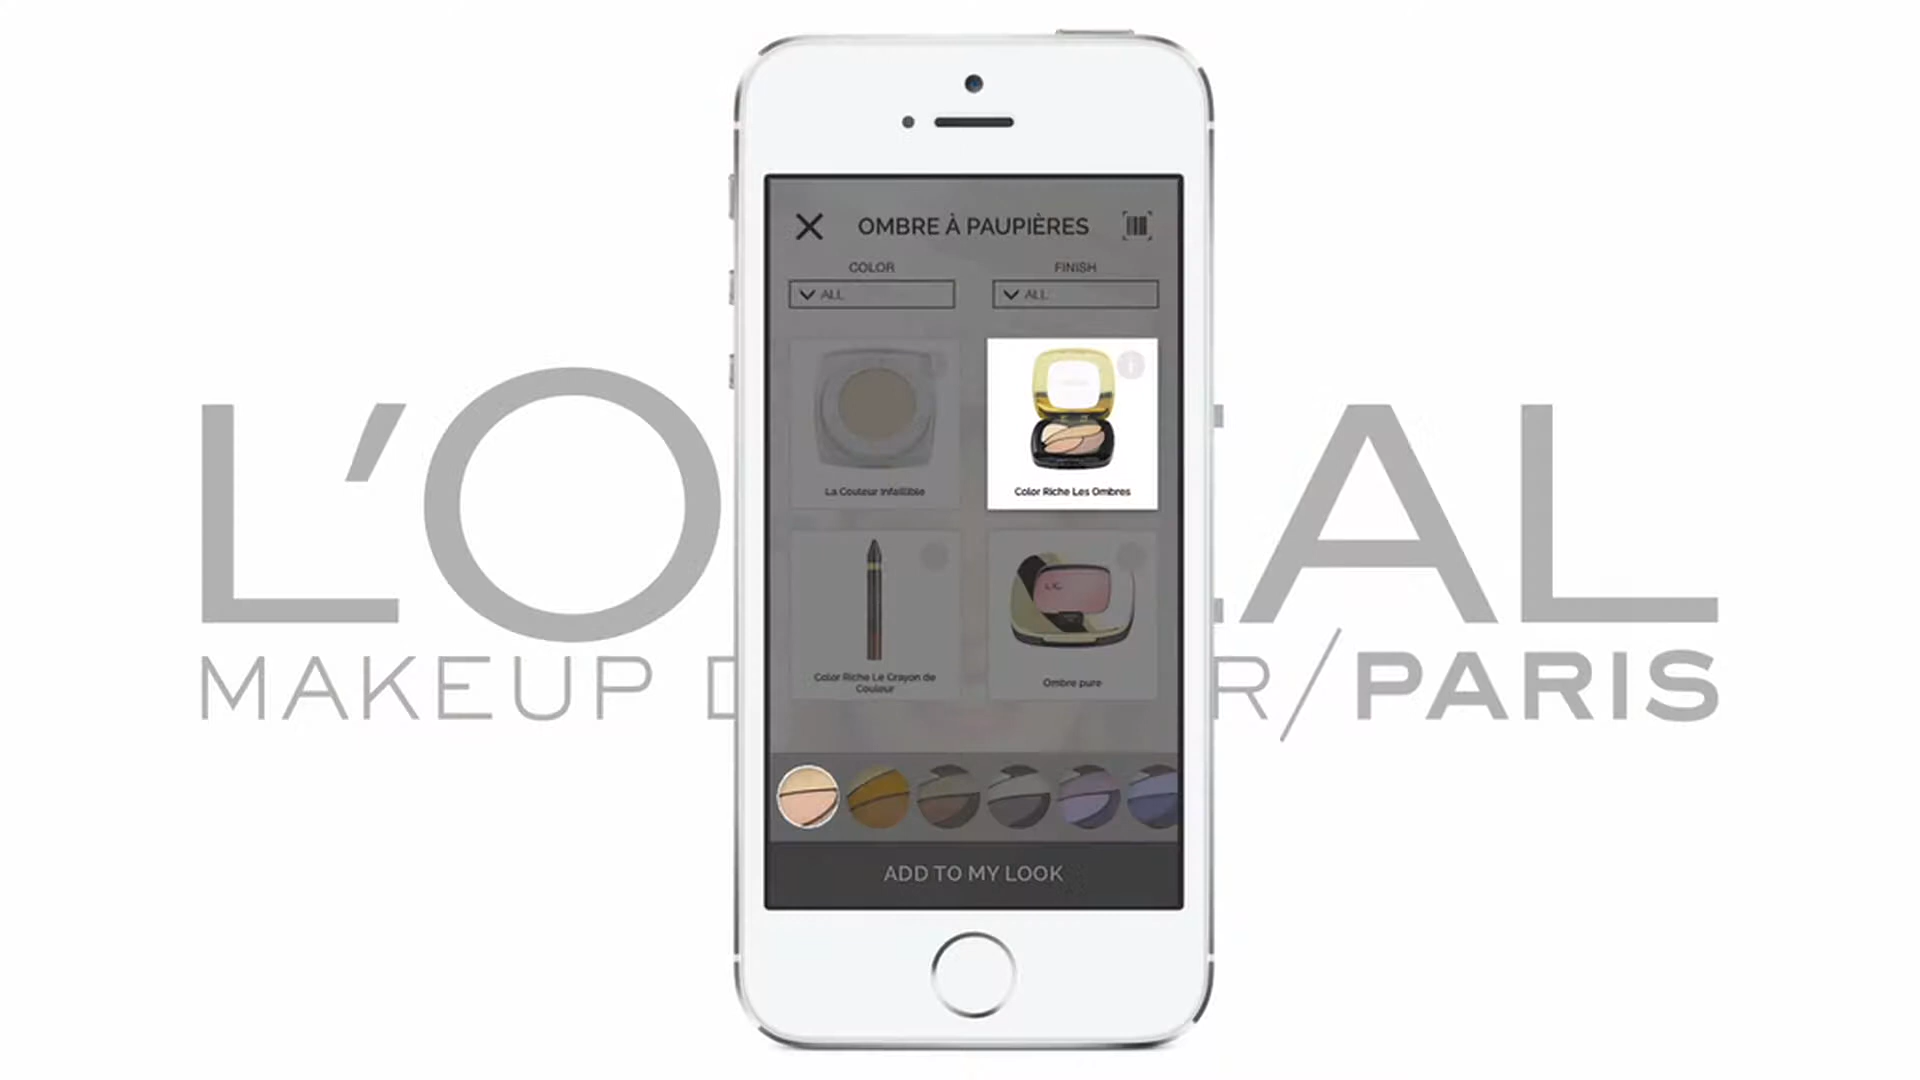 OMBRE À PAUPIÈRES
COLOR
FINISH
ALL
ALL
La Couleur Infaillible
Color Riche Les Ombres
Color Riche Le Crayon de
Couleur
Ombre pure
ADD TO MY LOOK
L'O EAL
MAKEUP D R/PARIS